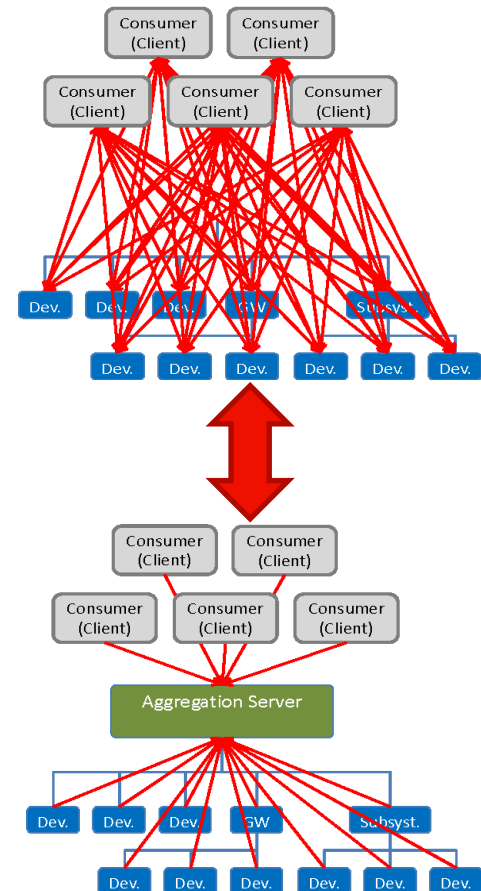 Consumer
(Client)
Consumer
(Client)
Consumer
(Client)
Consumer
(Client)
Consumer
(Client)
Dev.
Dev.
Dev.
GW
Subsyst.
Dev.
Dev.
Dev.
Dev.
Dev.
Dev.
Consumer
(Client)
Consumer
(Client)
Consumer
(Client)
Consumer
(Client)
Consumer
(Client)
Aggregation Server
Dev.
Dev.
Dev.
GW
Subsyst.
Dev.
Dev.
Dev.
Dev.
Dev.
Dev.